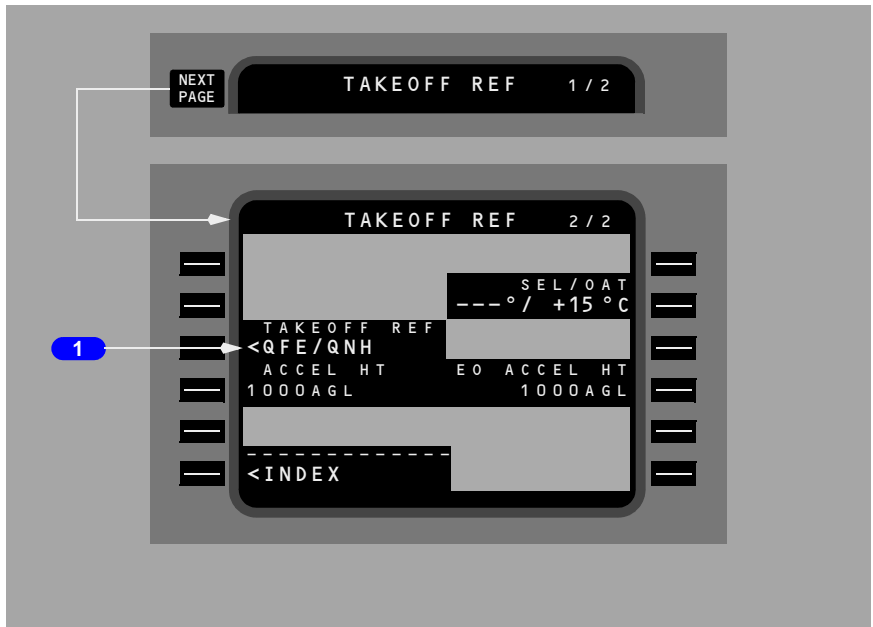 NEXT
PAGE
TAKEOFF REF 1/2
TAKEOFF REF 2/2
SEL/OAT
---°/ +15°C
TAKEOFF REF
1
<QFE/QNH
ACCEL HT EO ACCEL HT
1000AGL 1000AGL
-------------
<INDEX